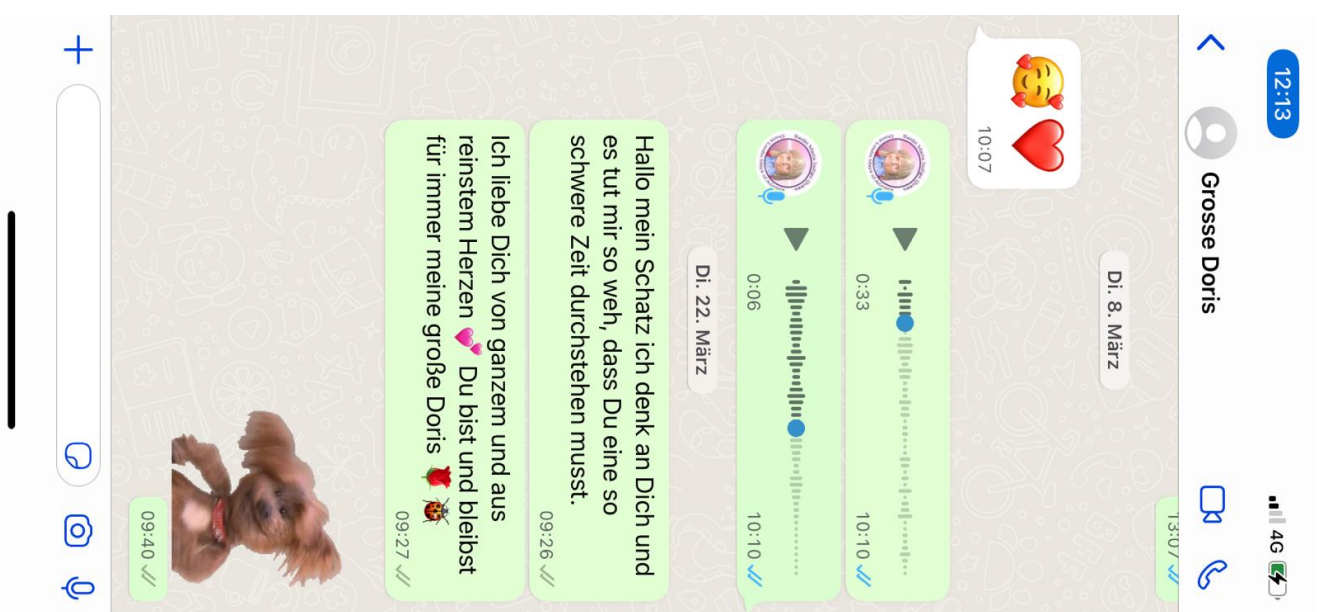 12:13
4G
Grosse Doris
13:07
Di. 8. März
10:07
0:33
10:10
0:06
10:10
Di. 22. März
Hallo mein Schatz ich denk an Dich und
es tut mir so weh, dass Du eine so
schwere Zeit durchstehen musst.
09:26
Ich liebe Dich von ganzem und aus
reinstem Herzen 💕 Du bist und bleibst
für immer meine große Doris 🌹🐞
09:27
09:40